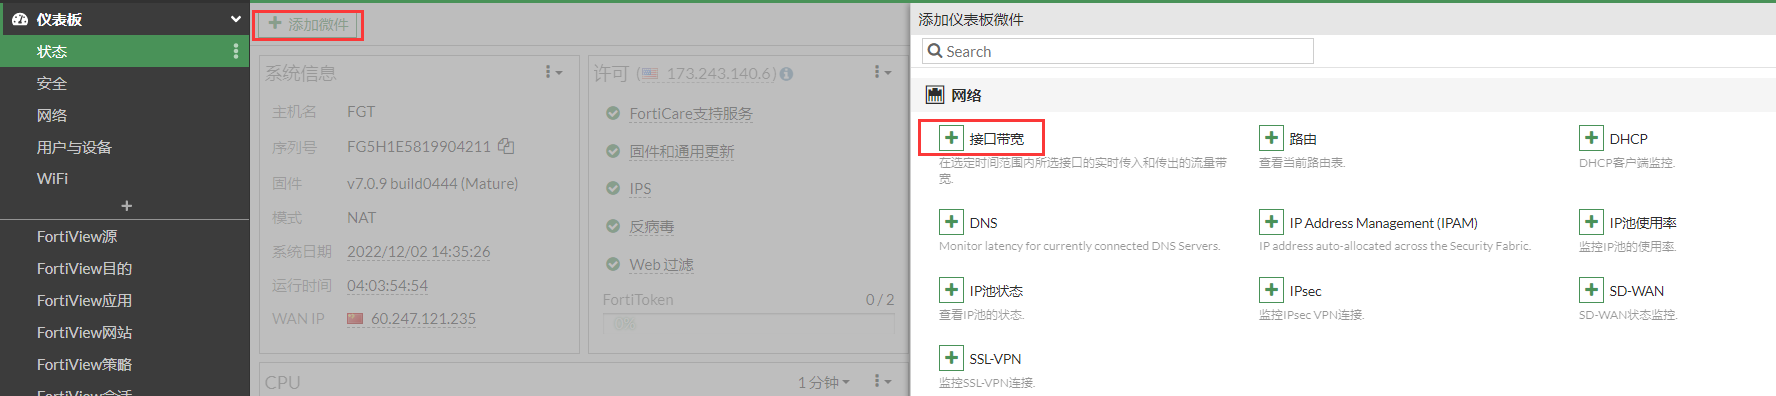 仪表板
状态
安全
网络
用户与设备
WiFi
FortiView源
FortiView目的
FortiView应用
FortiView网站
FortiView策略
FortiView会话
添加微件
系统信息
主机名 FGT
序列号 FG5H1E5819904211
固件 v7.0.9 build0444 (Mature)
模式 NAT
系统日期 2022/12/02 14:35:26
运行时间 04:03:54:54
WAN IP 60.247.121.235
许可 (173.243.140.6)
FortiCare支持服务
固件和通用更新
IPS
反病毒
Web 过滤
FortiToken 0 / 2
0%
CPU 1 分钟
添加仪表板微件
Search
网络
接口带宽
在选定时间范围内所选接口的实时传入和传出的流量带
宽.
路由
查看当前路由表.
DHCP
DHCP客户端监控.
DNS
Monitor latency for currently connected DNS Servers.
IP Address Management (IPAM)
IP address auto-allocated across the Security Fabric.
IP池使用率
监控IP池的使用率.
IP池状态
查看IP池的状态.
IPsec
监控IPsec VPN连接.
SD-WAN
SD-WAN状态监控.
SSL-VPN
监控SSL-VPN连接.